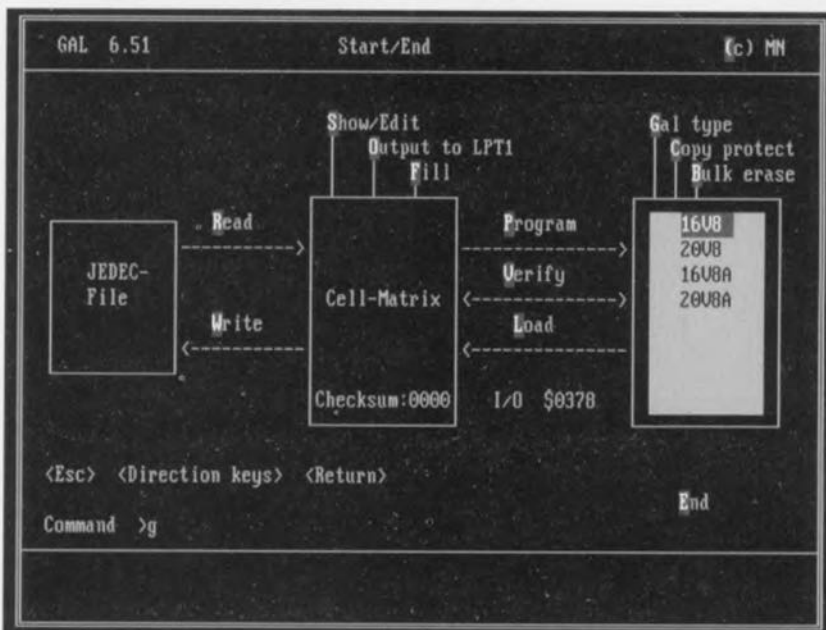 GAL 6.51 Start/End (c) MN
Show/Edit
Output to LPT1
Fill
Gal type
Copy protect
Bulk erase
JEDEC-
File
Read
Write
Cell-Matrix
Checksum:0000
Program
Verify
Load
I/O $0378
16V8
20V8
16V8A
20V8A
<Esc> <Direction keys> <Return>
End
Command >g